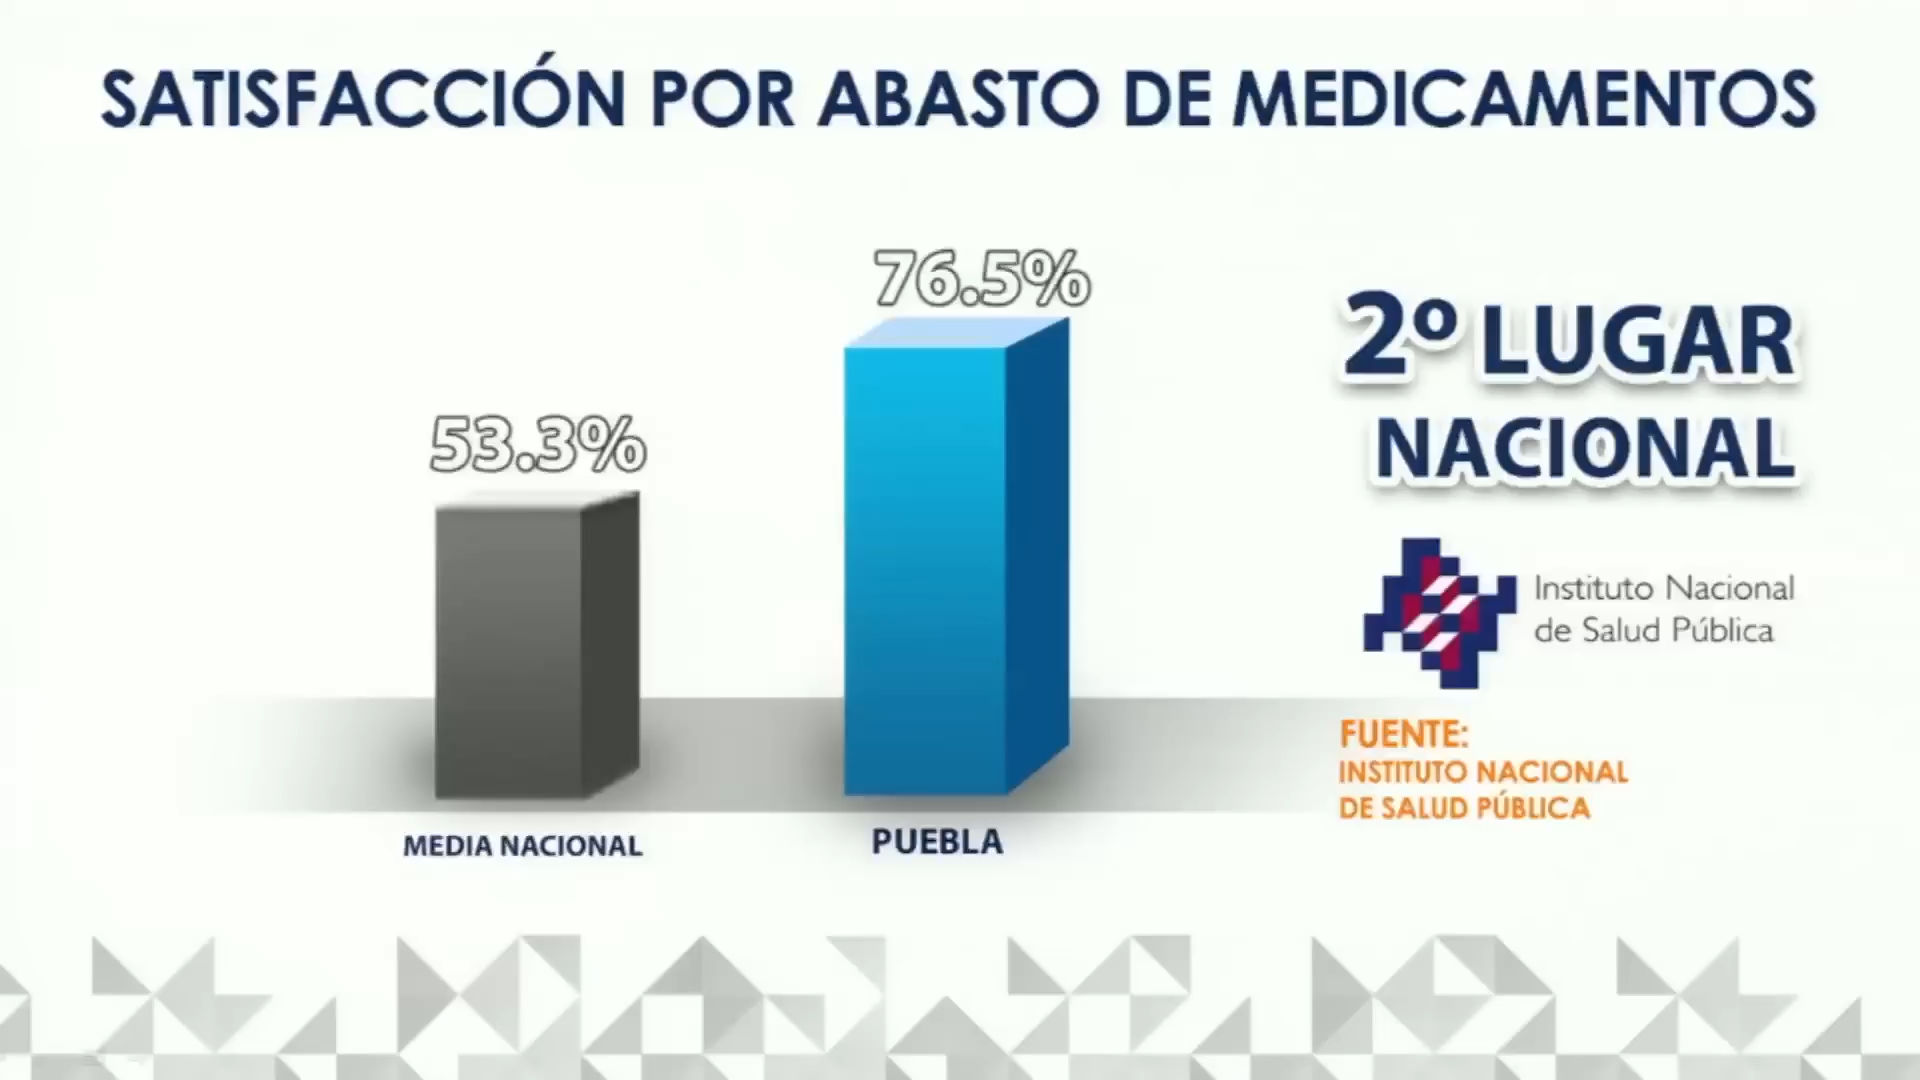 SATISFACCIÓN POR ABASTO DE MEDICAMENTOS
76.5%
53.3%
2º LUGAR
NACIONAL
Instituto Nacional
de Salud Pública
FUENTE:
INSTITUTO NACIONAL
DE SALUD PÚBLICA
MEDIA NACIONAL
PUEBLA